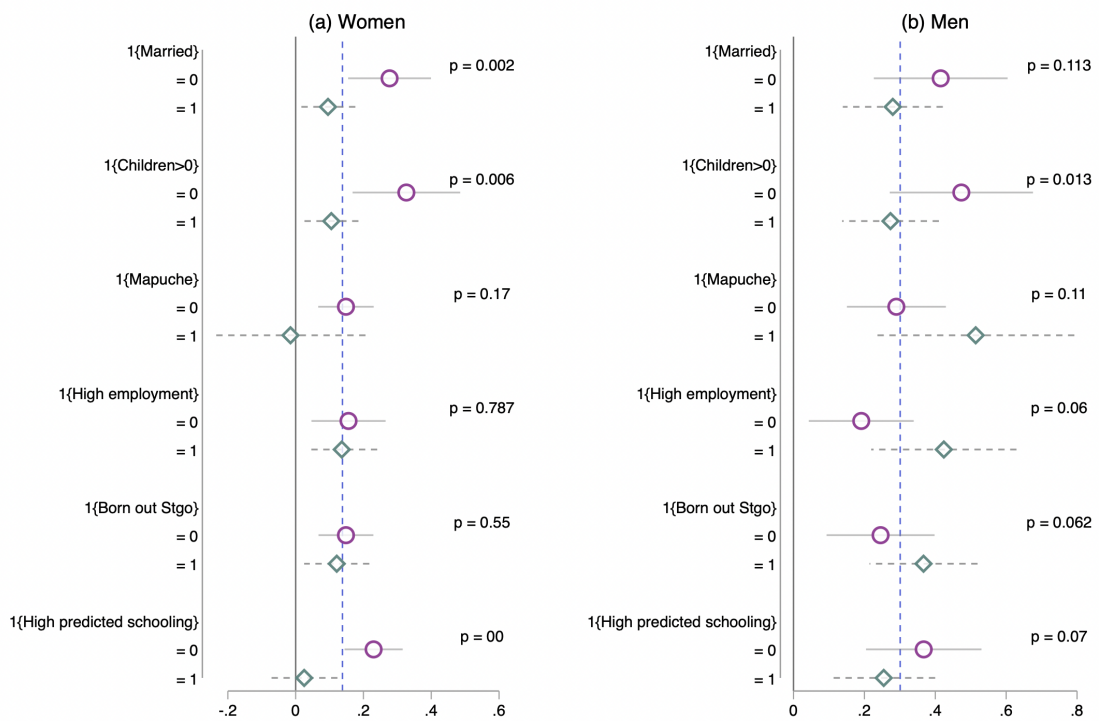 (a) Women
1{Married}
= 0
p = 0.002
= 1
1{Children>0}
= 0
p = 0.006
= 1
1{Mapuche}
= 0
p = 0.17
= 1
1{High employment}
= 0
p = 0.787
= 1
1{Born out Stgo}
= 0
p = 0.55
= 1
1{High predicted schooling}
= 0
p = 00
= 1
-.2 0 .2 .4 .6
(b) Men
1{Married}
= 0
p = 0.113
= 1
1{Children>0}
= 0
p = 0.013
= 1
1{Mapuche}
= 0
p = 0.11
= 1
1{High employment}
= 0
p = 0.06
= 1
1{Born out Stgo}
= 0
p = 0.062
= 1
1{High predicted schooling}
= 0
p = 0.07
= 1
0 .2 .4 .6 .8